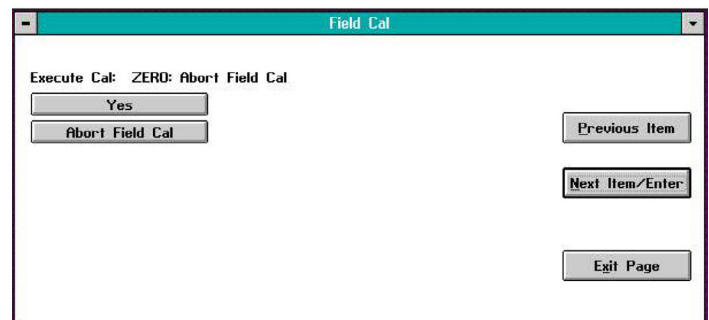 Field Cal
Execute Cal: ZERO: Abort Field Cal
Yes
Abort Field Cal
Previous Item
Next Item/Enter
Exit Page